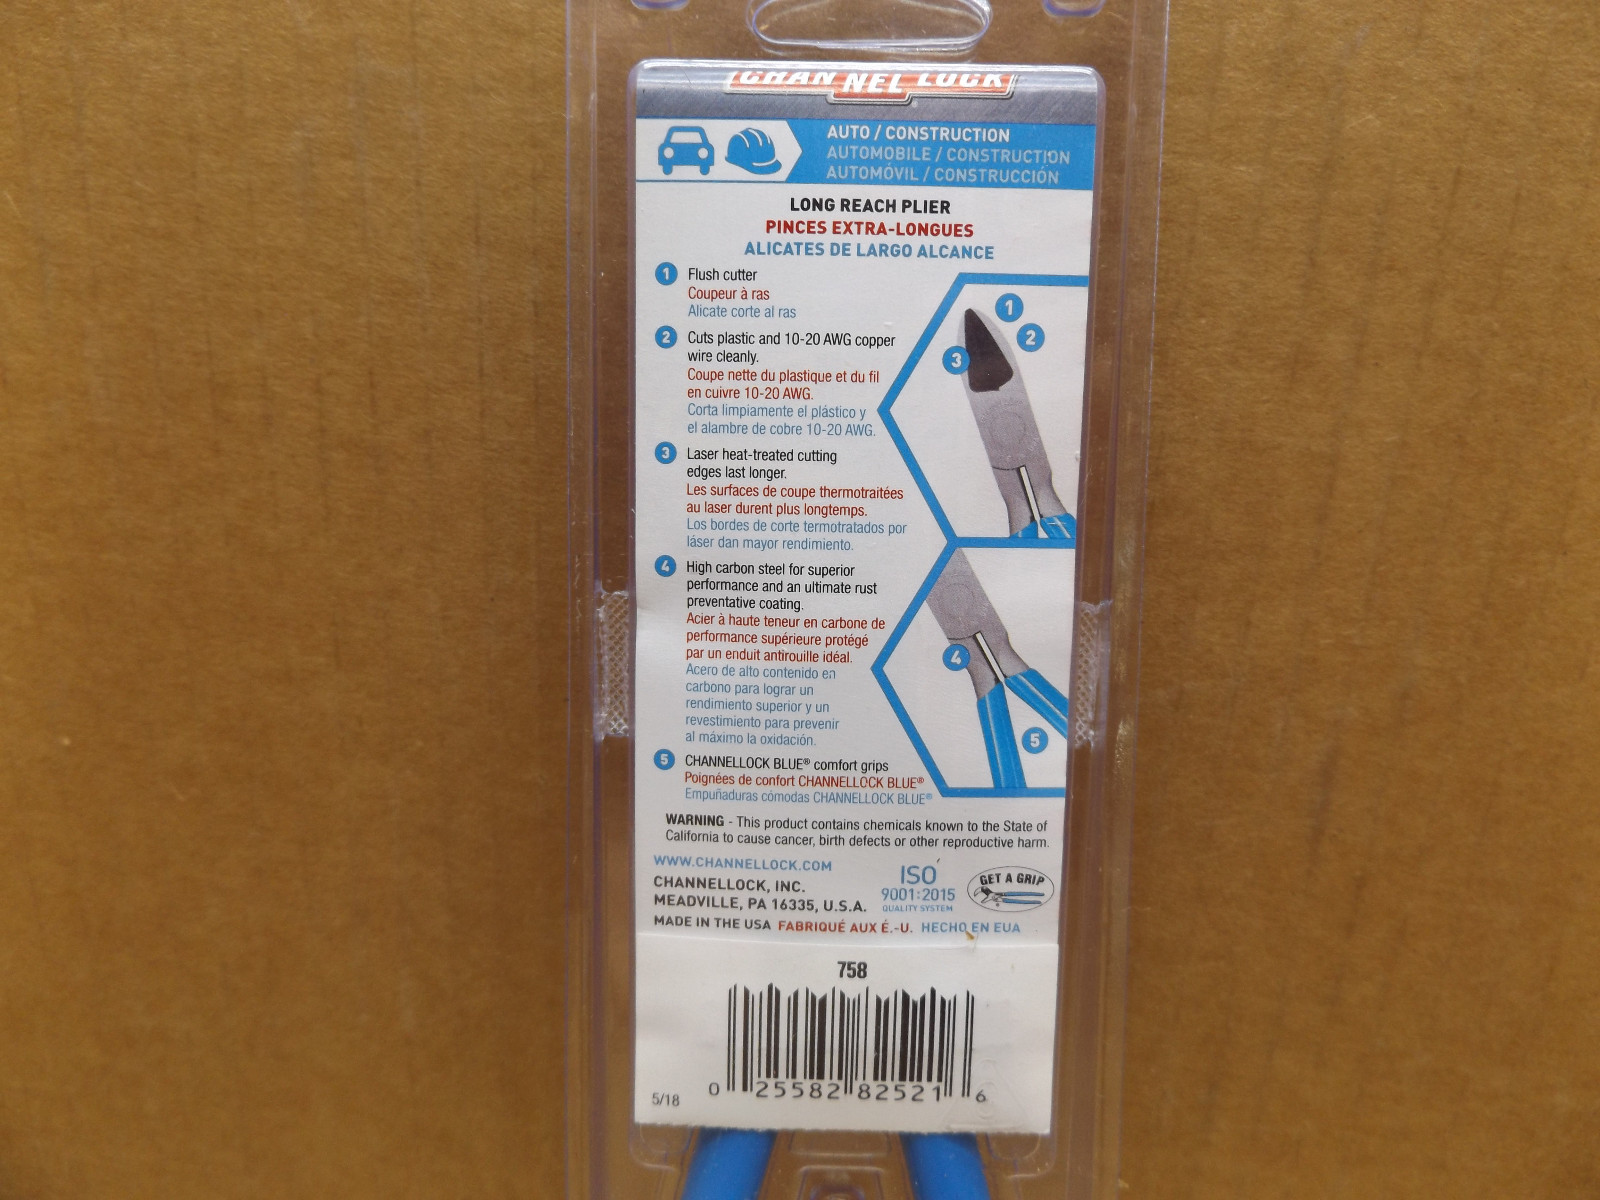 CHANNELLOCK
AUTO / CONSTRUCTION
AUTOMOBILE / CONSTRUCTION
AUTOMÓVIL / CONSTRUCCIÓN
LONG REACH PLIER
PINCES EXTRA-LONGUES
ALICATES DE LARGO ALCANCE
1 Flush cutter
Coupeur à ras
Alicate corte al ras
2 Cuts plastic and 10-20 AWG copper
wire cleanly.
Coupe nette du plastique et du fil
en cuivre 10-20 AWG.
Corta limpiamente el plástico y
el alambre de cobre 10-20 AWG.
3 Laser heat-treated cutting
edges last longer.
Les surfaces de coupe thermotraitées
au laser durent plus longtemps.
Los bordes de corte termotratados por
láser dan mayor rendimiento.
4 High carbon steel for superior
performance and an ultimate rust
preventative coating.
Acier à haute teneur en carbone de
performance supérieure protégé
par un enduit antirouille idéal.
Acero de alto contenido en
carbono para lograr un
rendimiento superior y un
revestimiento para prevenir
al máximo la oxidación.
5 CHANNELLOCK BLUE® comfort grips
Poignées de confort CHANNELLOCK BLUE®
Empuñaduras cómodas CHANNELLOCK BLUE®
1
2
3
4
5
WARNING - This product contains chemicals known to the State of
California to cause cancer, birth defects or other reproductive harm.
WWW.CHANNELLOCK.COM
CHANNELLOCK, INC.
MEADVILLE, PA 16335, U.S.A.
ISO
9001:2015
QUALITY SYSTEM
GET A GRIP
MADE IN THE USA FABRIQUÉ AUX É.-U. HECHO EN EUA
758
0 25582 82521 6
5/18